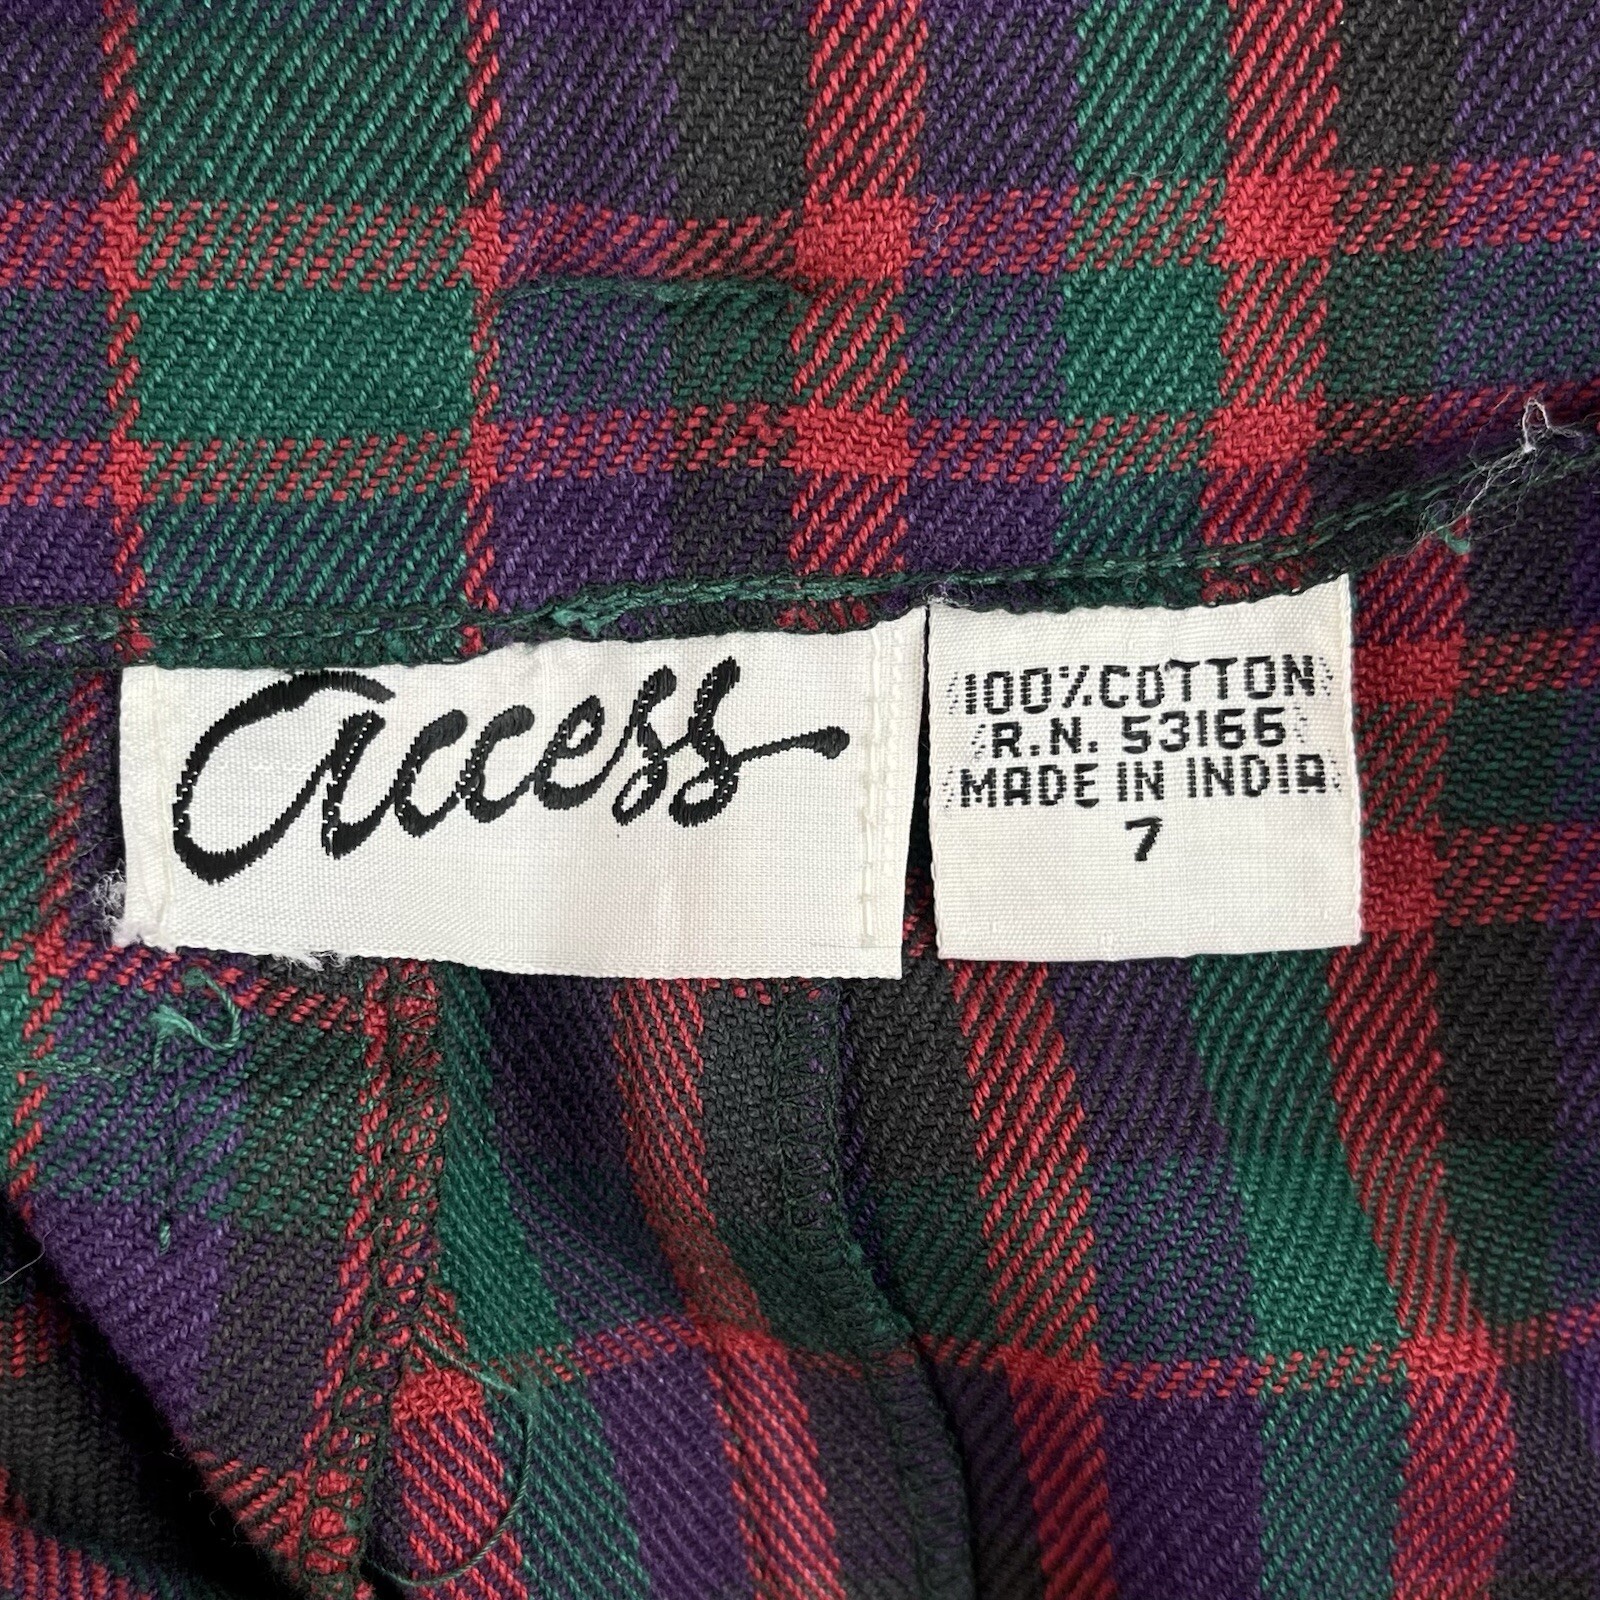 access
100% COTTON
R.N. 53166
MADE IN INDIA
7